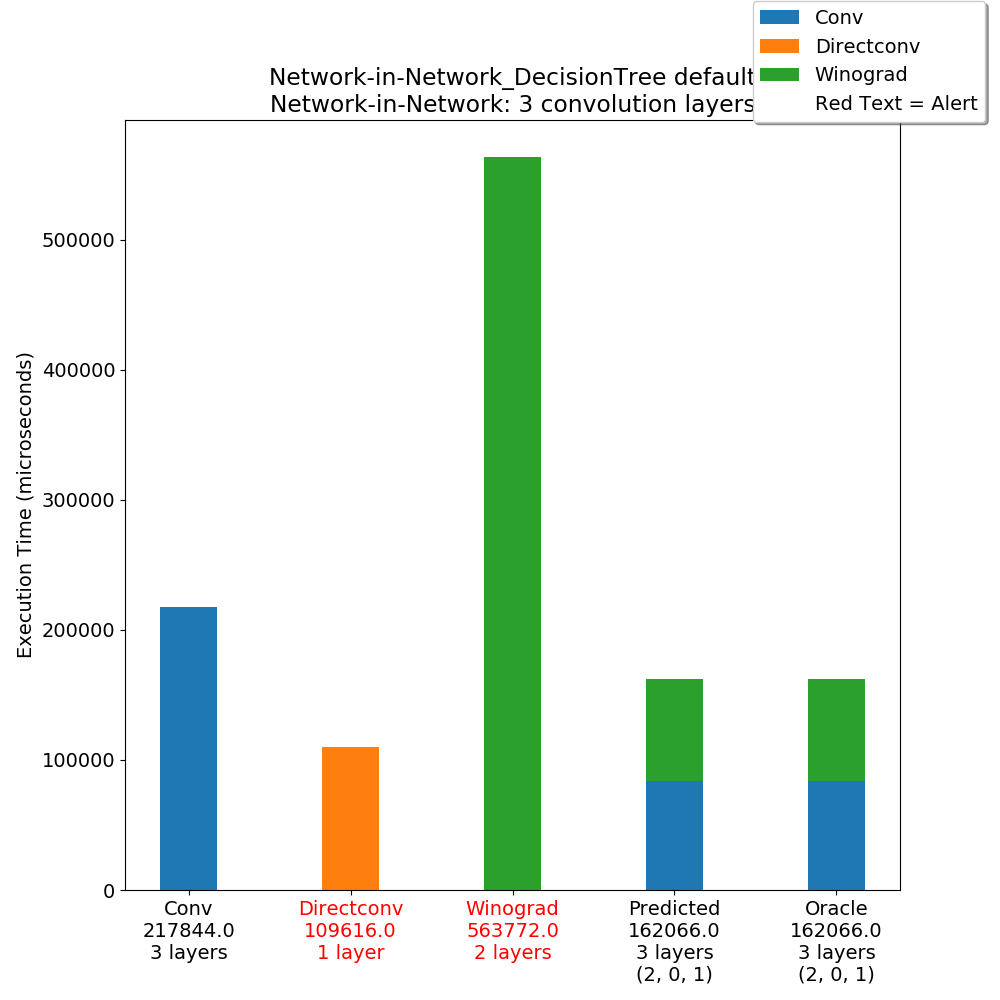 Conv
Directconv
Winograd
Red Text = Alert
Network-in-Network_DecisionTree default
Network-in-Network: 3 convolution layers
Execution Time (microseconds)
500000
400000
300000
200000
100000
0
Conv
217844.0
3 layers
Directconv
109616.0
1 layer
Winograd
563772.0
2 layers
Predicted
162066.0
3 layers
(2, 0, 1)
Oracle
162066.0
3 layers
(2, 0, 1)